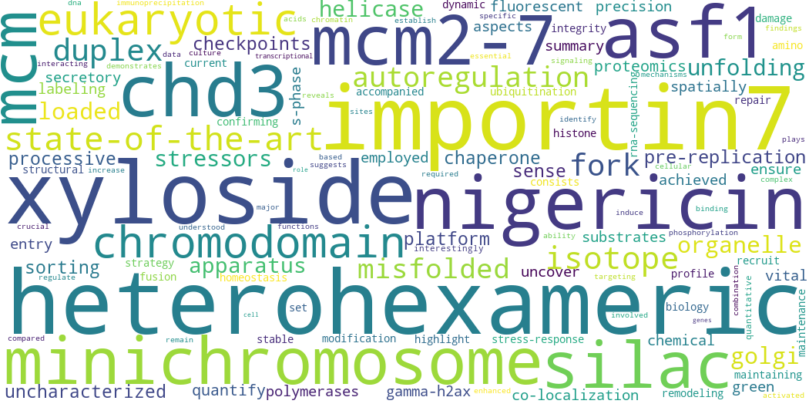 dna immunoprecipitation acids chromatin dynamic specific
mcm eukaryotic helicase fluorescent precision
establish essential findings form
duplex checkpoints mcm2-7 aspects integrity asf1 damage
interacting data culture transcriptional summary amino
secretory demonstrates current s-phase autoregulation signaling proteomics unfolding
labeling reveals chd3 accompanied ubiquitination mechanisms spatially
loaded confirming sites identify rna-sequencing repair
state-of-the-art importin7 histone plays
processive stressors based employed chaperone sense fork pre-replication ensure
structural increase suggests role required consists cellular achieved complex
xyloside nigericin
crucial major understood functions induce binding
entry chromodomain platform ability substrates phosphorylation organelle
interestingly
sorting strategy apparatus misfolded uncover isotope targeting recruit profile vital
regulate fusion homeostasis
heterohexameric
cell set involved genes biology combination quantitative maintenance
compared stable modification highlight stress-response chemical
minichromosome silac golgi
remain maintaining
uncharacterized quantify polymerases gamma-h2ax enhanced co-localization remodeling green
activated